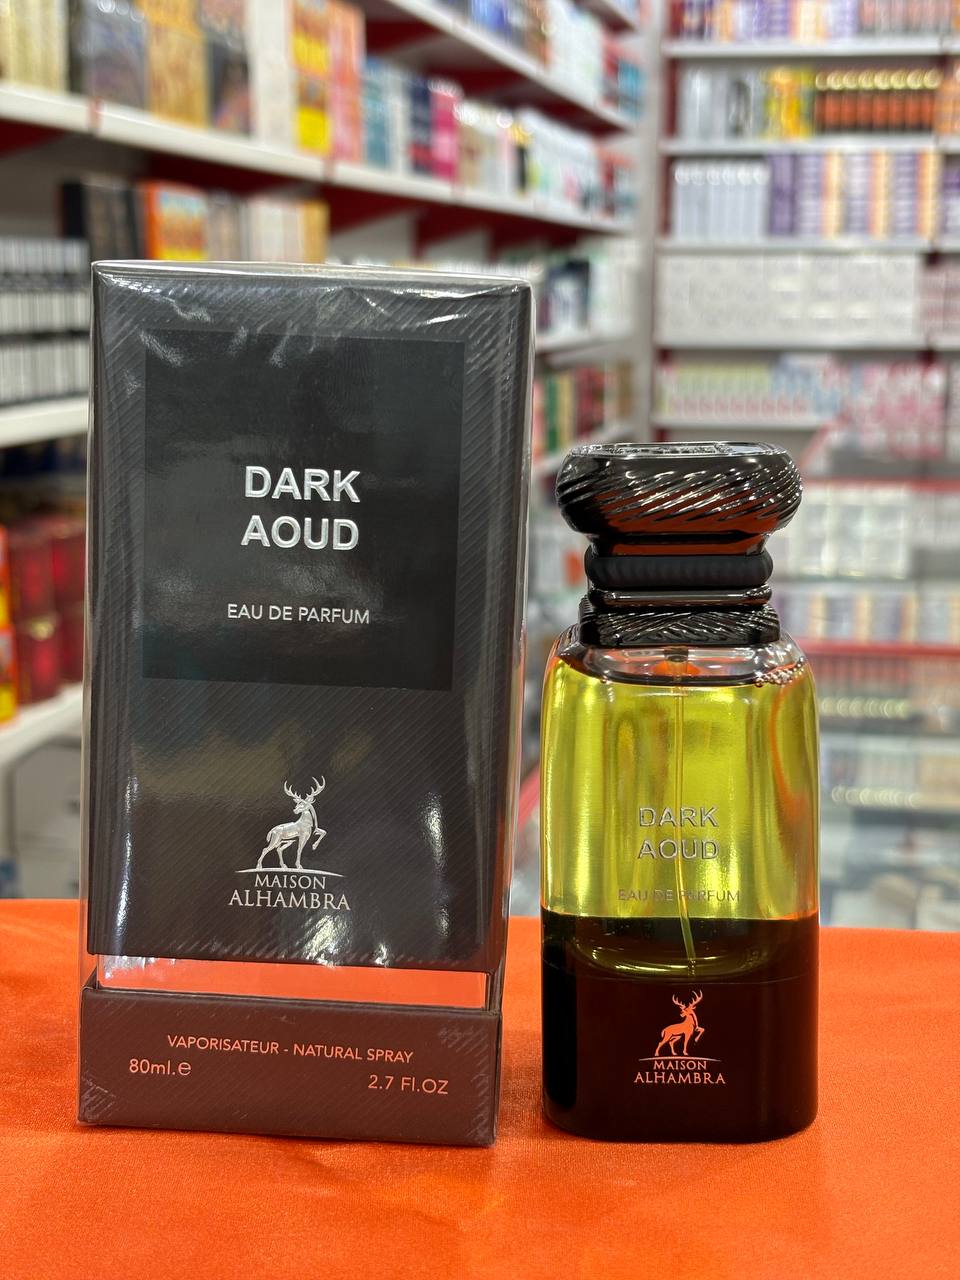 DARK
AOUD
EAU DE PARFUM
MAISON
ALHAMBRA
VAPORISATEUR - NATURAL SPRAY
80ml.e
2.7 Fl.OZ
DARK
AOUD
EAU DE PARFUM
MAISON
ALHAMBRA